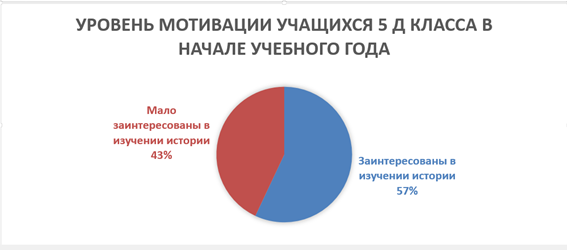 УРОВЕНЬ МОТИВАЦИИ УЧАЩИХСЯ 5 Д КЛАССА В
НАЧАЛЕ УЧЕБНОГО ГОДА
Мало
заинтересованы в
изучении истории
43%
Заинтересованы в
изучении истории
57%